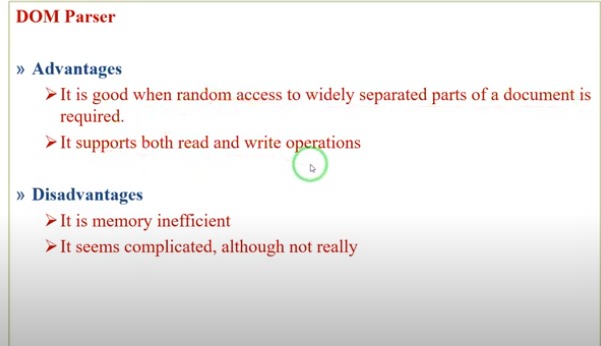 DOM Parser
» Advantages
➤It is good when random access to widely separated parts of a document is
required.
➤It supports both read and write operations
» Disadvantages
➤It is memory inefficient
➤It seems complicated, although not really